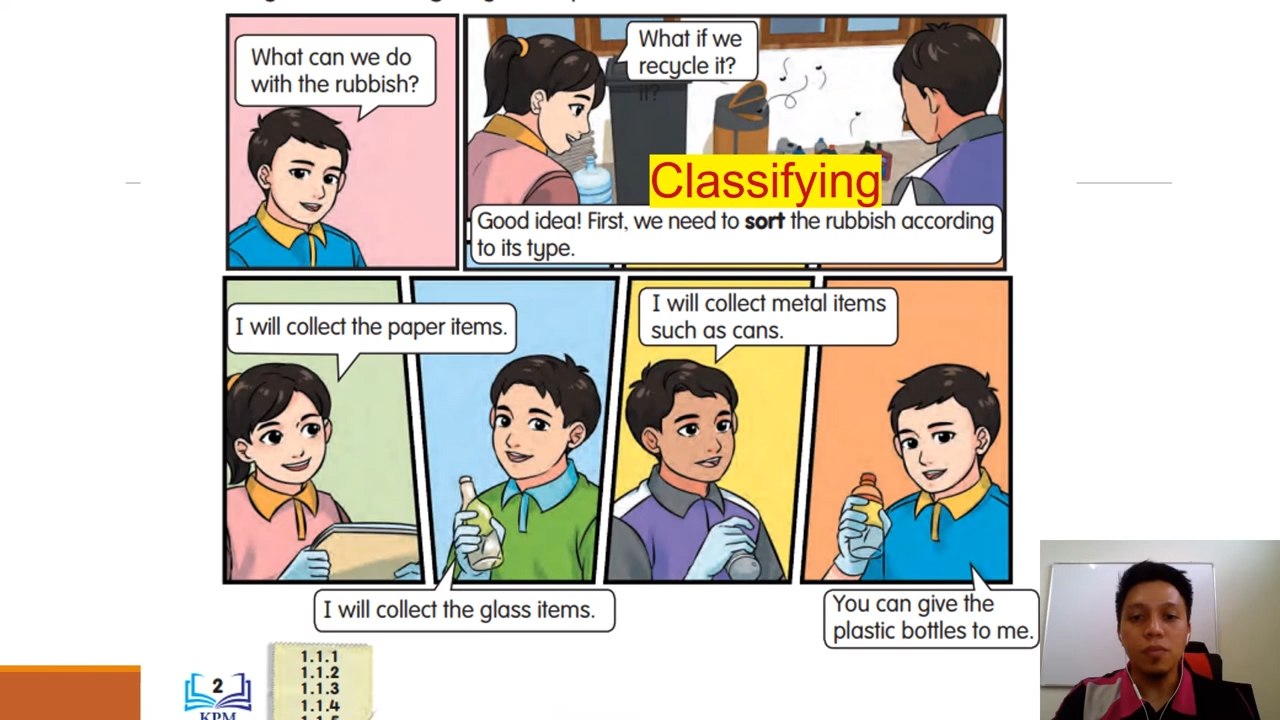 What can we do
with the rubbish?
What if we
recycle it?
it?
Classifying
Good idea! First, we need to sort the rubbish according
to its type.
I will collect the paper items.
I will collect metal items
such as cans.
I will collect the glass items.
You can give the
plastic bottles to me.
2
KPM
1.1.1
1.1.2
1.1.3
1.1.4